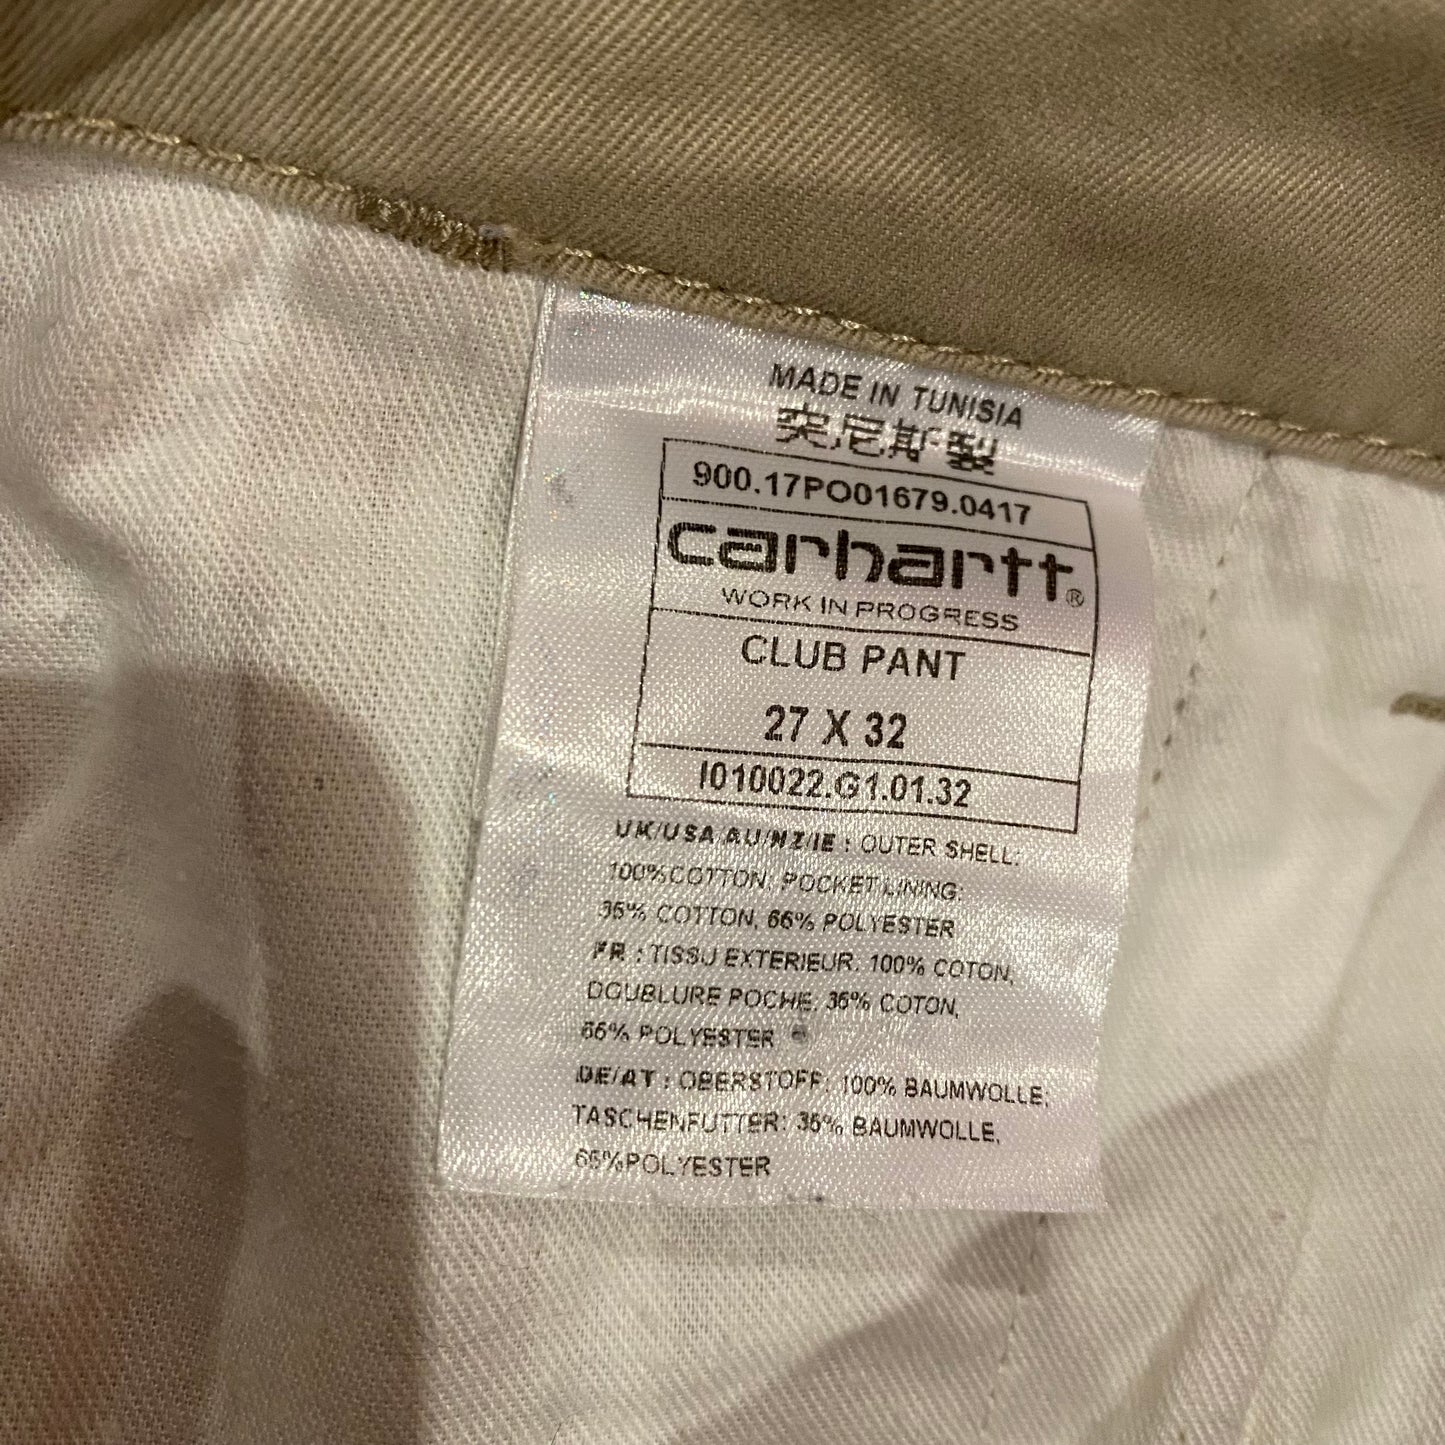 MADE IN TUNISIA
突尼斯製
900.17PO01679.0417
carhartt®
WORK IN PROGRESS
CLUB PANT
27 X 32
I010022.G1.01.32
UK/USA/AU/NZ/IE : OUTER SHELL:
100%COTTON; POCKET LINING:
35% COTTON, 65% POLYESTER
FR : TISSU EXTERIEUR: 100% COTON,
DOUBLURE POCHE: 35% COTON,
65% POLYESTER
DE/AT : OBERSTOFF: 100% BAUMWOLLE;
TASCHENFUTTER: 35% BAUMWOLLE,
65%POLYESTER